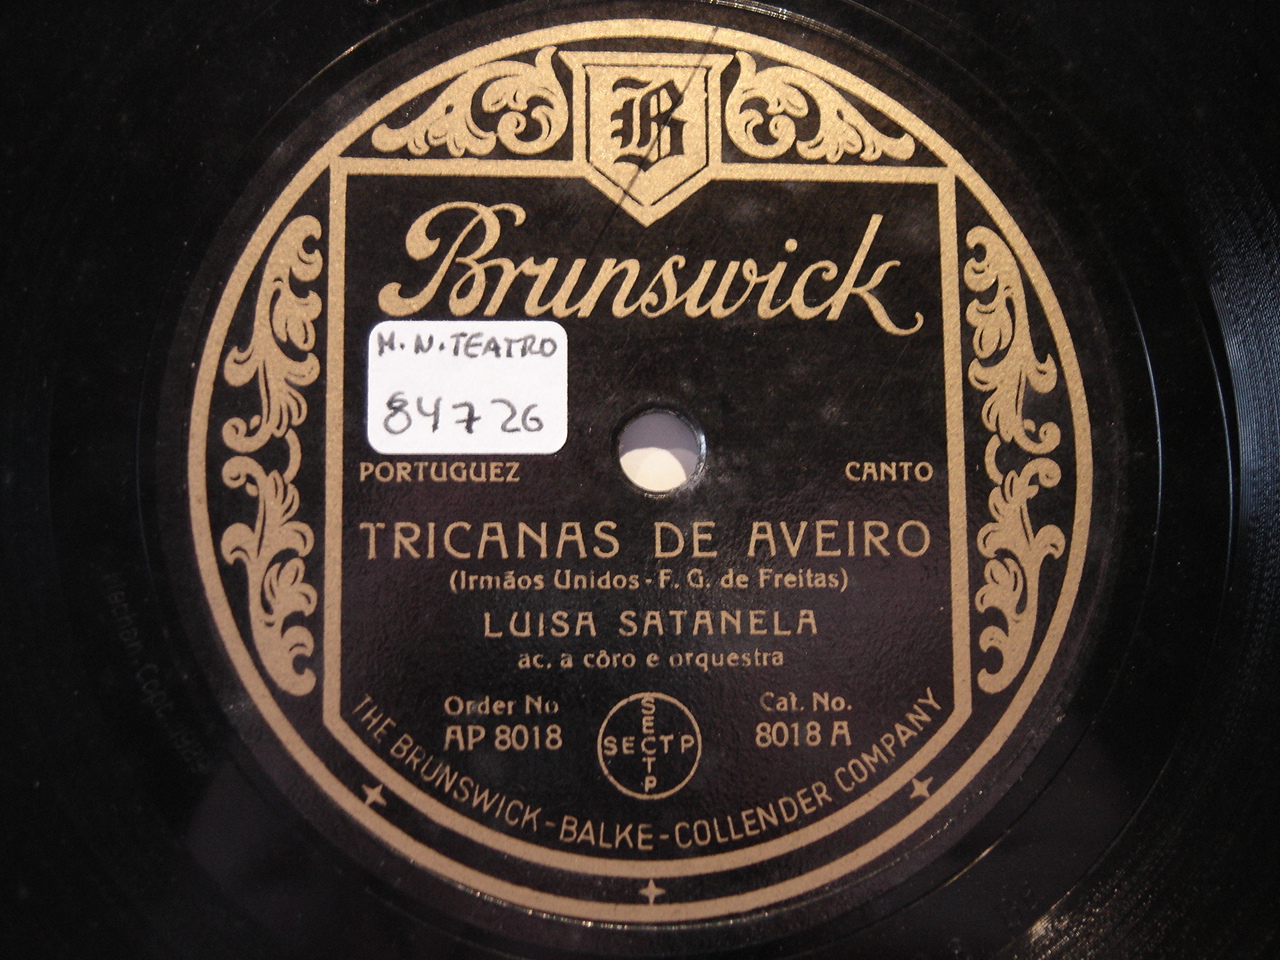 B
Brunswick
M.N.TEATRO
84726
PORTUGUEZ CANTO
TRICANAS DE AVEIRO
(Irmãos Unidos - F. G. de Freitas)
LUISA SATANELA
ac. a côro e orquestra
Order No Cat. No.
AP 8018 8018 A
SECTP
SECTP
THE BRUNSWICK-BALKE-COLLENDER COMPANY